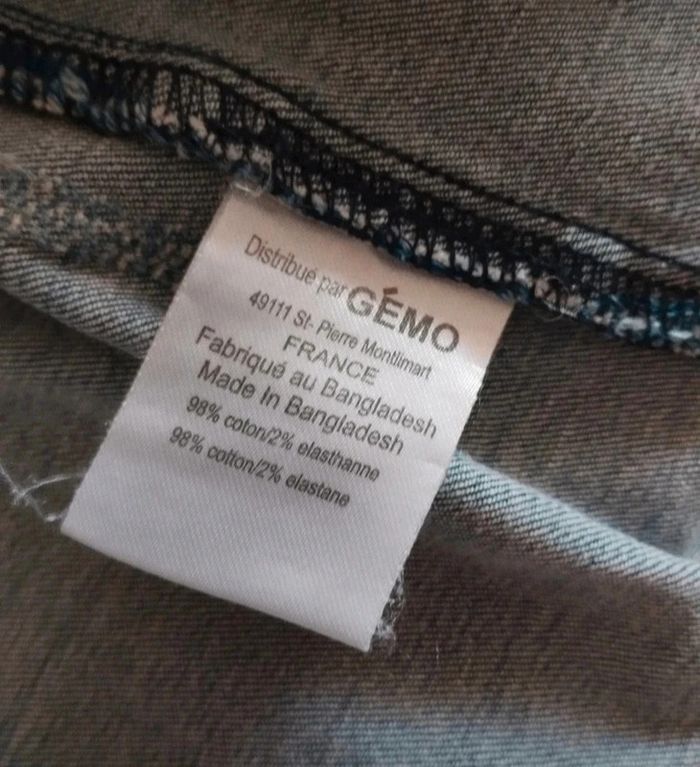 Distribué par GÉMO
49111 St- Pierre Montlimart
FRANCE
Fabriqué au Bangladesh
Made In Bangladesh
98% coton/2% elasthanne
98% cotton/2% elastane